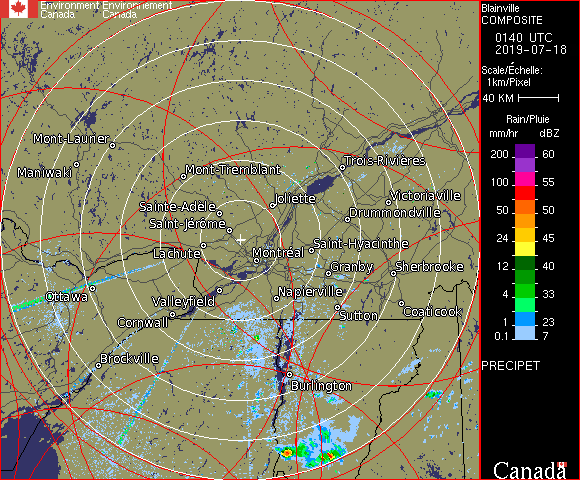 Environment Environnement
Canada Canada
Blainville
COMPOSITE
0140 UTC
2019-07-18
Scale/Échelle:
1km/Pixel
40 KM
Rain/Pluie
mm/hr dBZ
200 60
100 55
50 50
24 45
12 40
4 33
1 23
0.1 7
PRECIPET
Mont-Laurier
Maniwaki
Mont-Tremblant
Trois-Rivières
Sainte-Adèle
Joliette
Victoriaville
Saint-Jérôme
Drummondville
Lachute
Montréal
Saint-Hyacinthe
Granby
Sherbrooke
Ottawa
Valleyfield
Napierville
Cornwall
Sutton
Coaticook
Brockville
Burlington
Canada